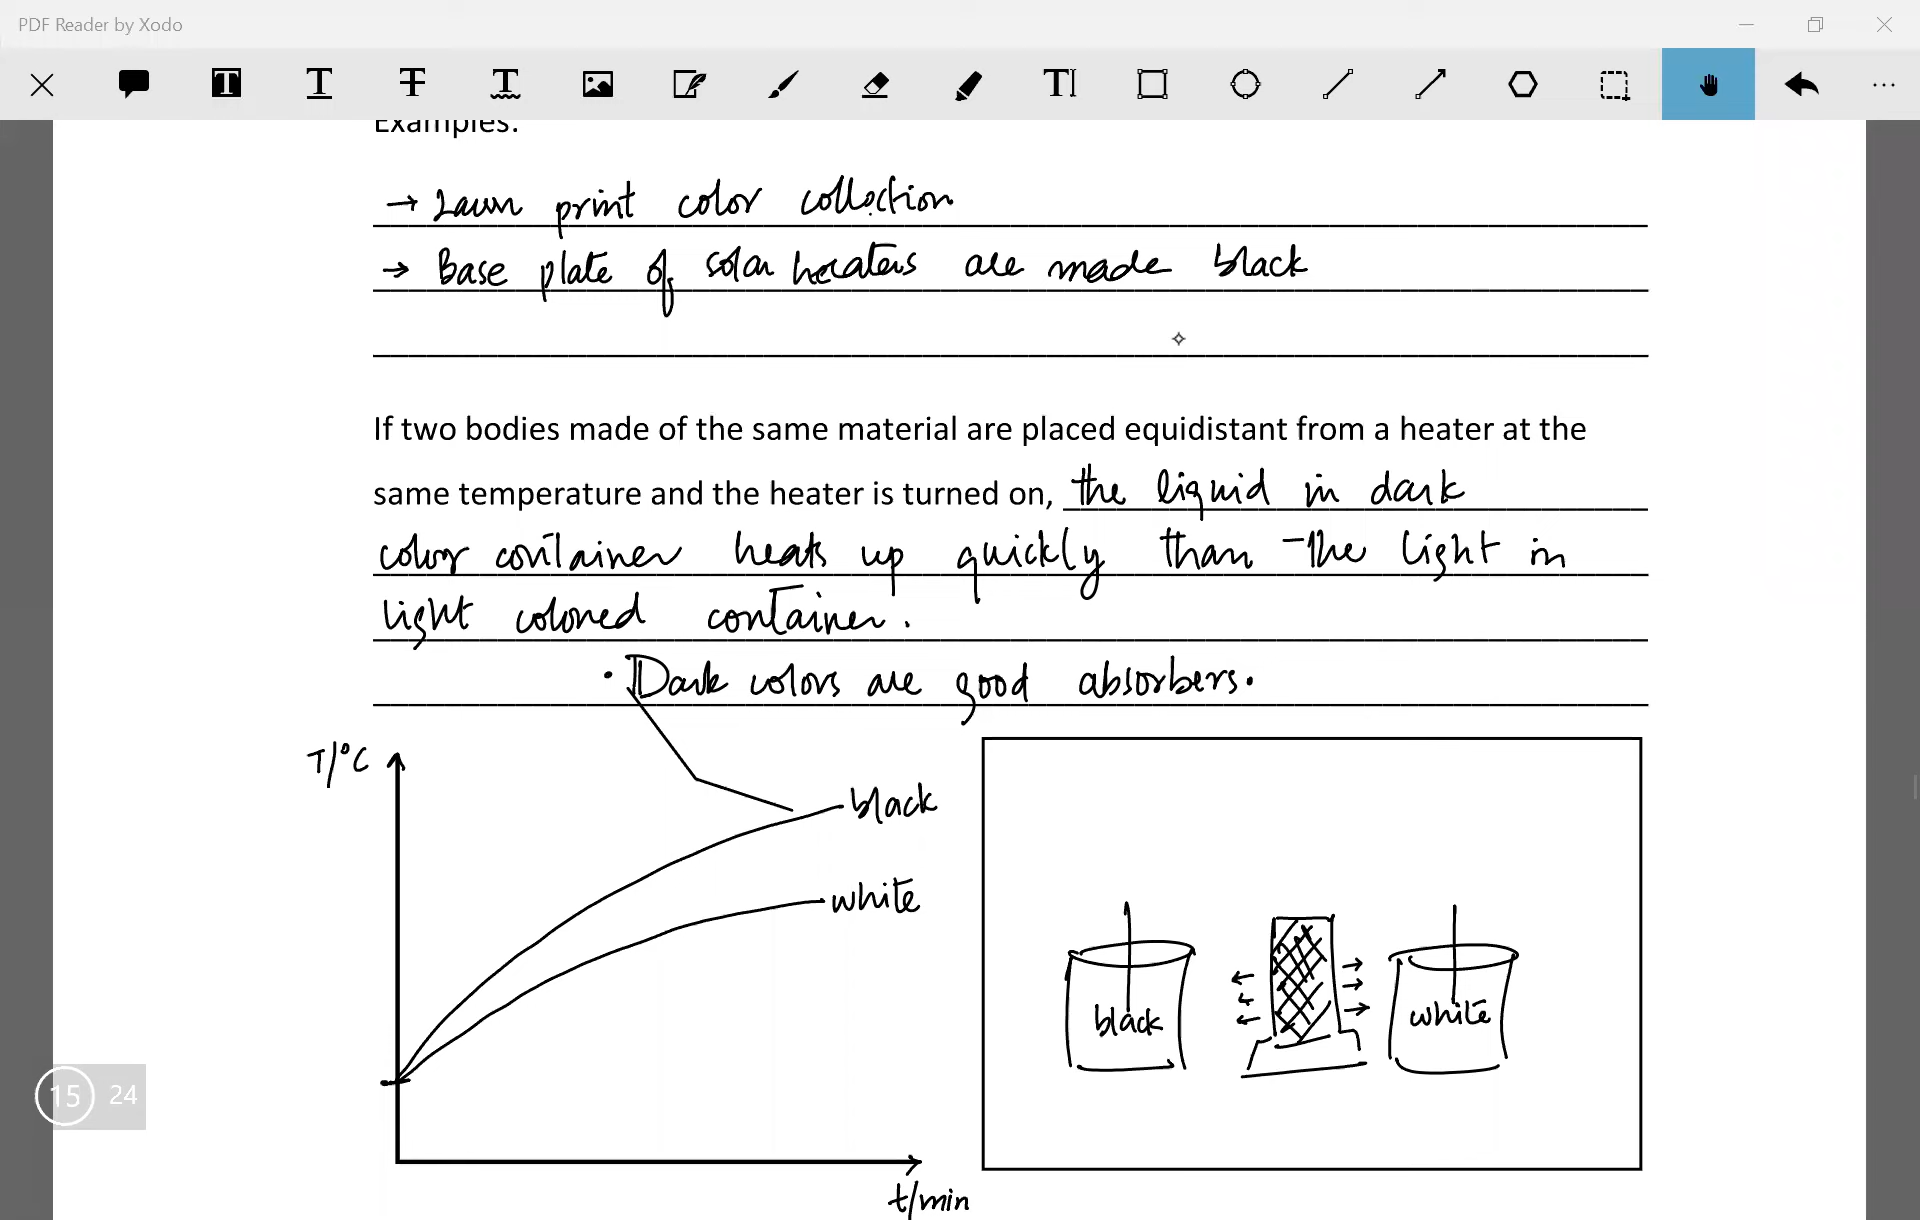 PDF Reader by Xodo
Examples:
→ Lawn print color collection.
→ Base plate of solar heaters are made black
If two bodies made of the same material are placed equidistant from a heater at the
same temperature and the heater is turned on, the liquid in dark
color container heats up quickly than the light in
light colored container.
• Dark colors are good absorbers.
T/°C
black
white
t/min
black
white
15 24